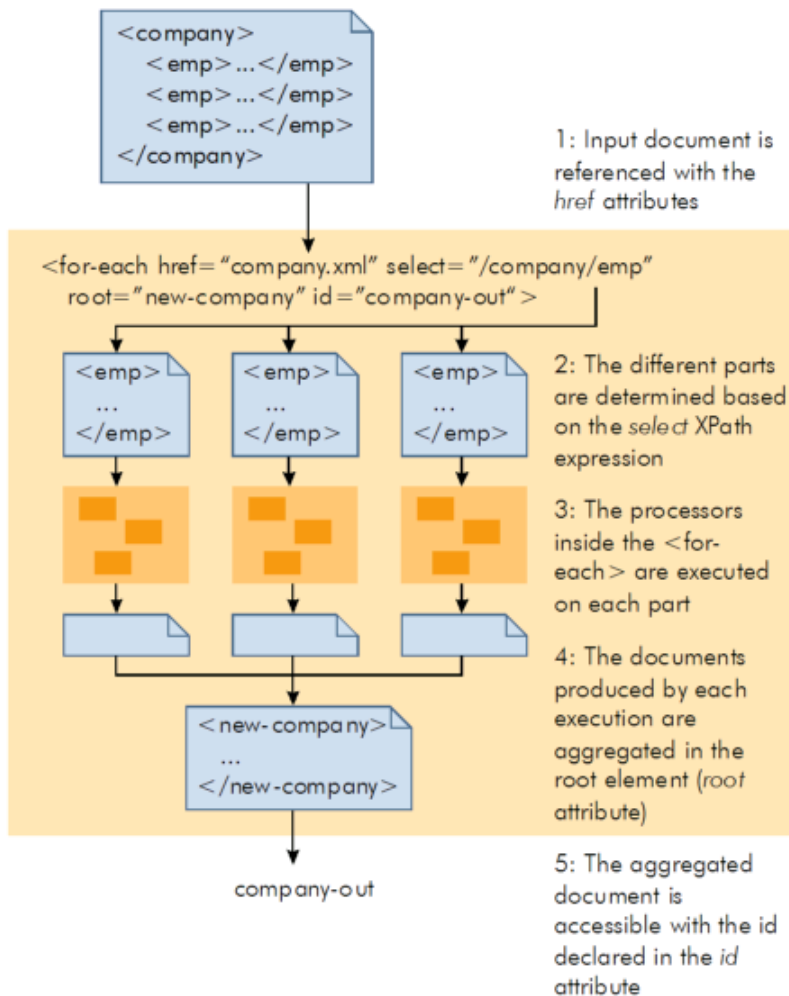 <company>
<emp>...</emp>
<emp>...</emp>
<emp>...</emp>
</company>
1: Input document is
referenced with the
href attributes
<for-each href="company.xml" select="/company/emp"
root="new-company" id="company-out">
<emp>
...
</emp>
<emp>
...
</emp>
<emp>
...
</emp>
2: The different parts
are determined based
on the select XPath
expression
3: The processors
inside the <for-
each> are executed
on each part
4: The documents
produced by each
execution are
aggregated in the
root element (root
attribute)
<new-company>
...
</new-company>
company-out
5: The aggregated
document is
accessible with the id
declared in the id
attribute